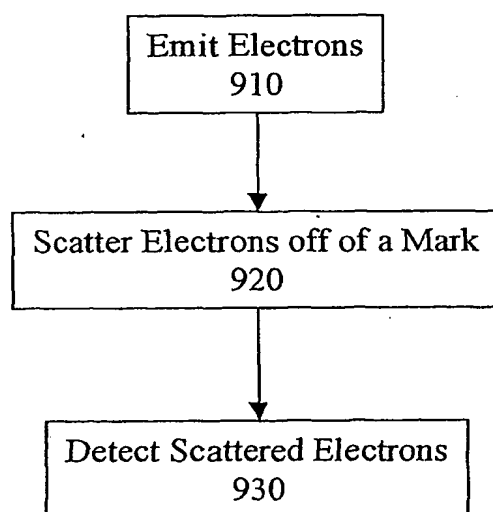 Emit Electrons
910
Scatter Electrons off of a Mark
920
Detect Scattered Electrons
930